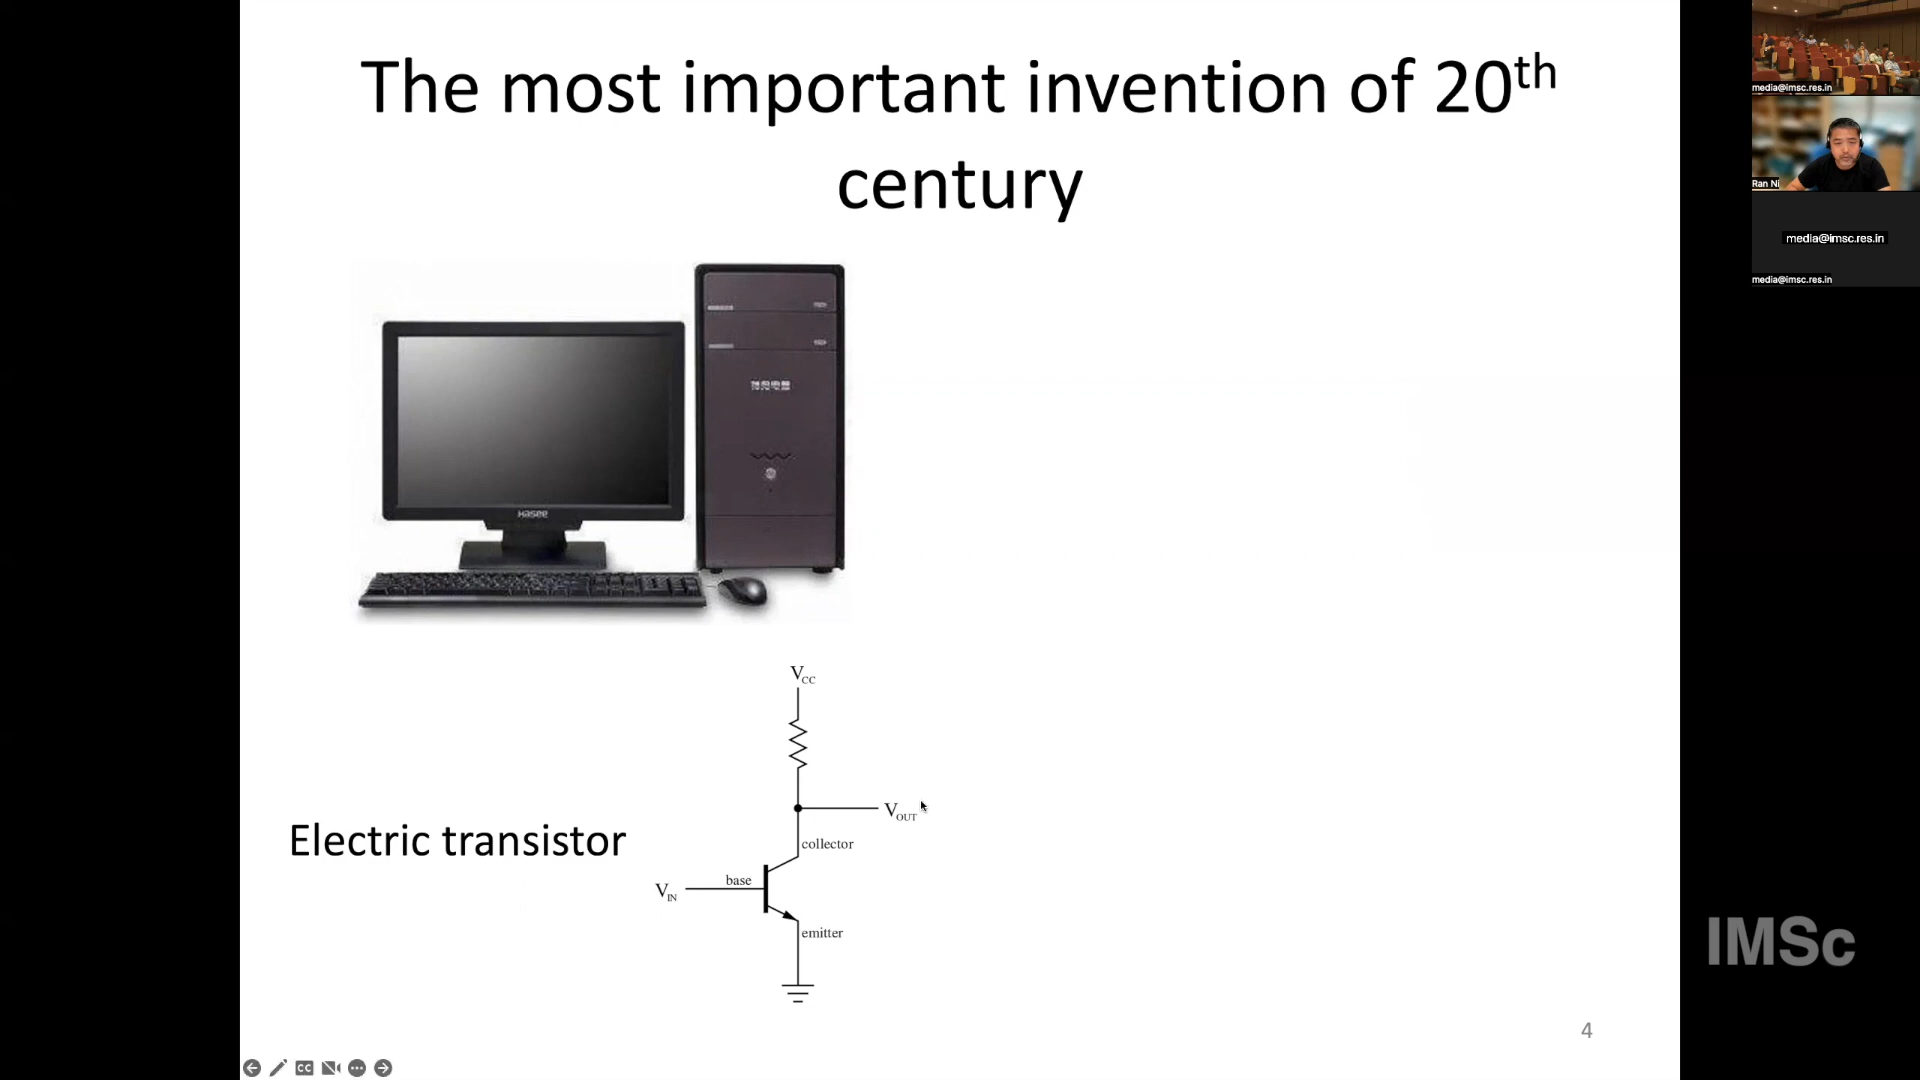 The most important invention of 20th
century
Hasee
VCC
VOUT
collector
Electric transistor
base
VIN
emitter
4
CC
media@imsc.res.in
Ran Ni
media@imsc.res.in
media@imsc.res.in
IMSc